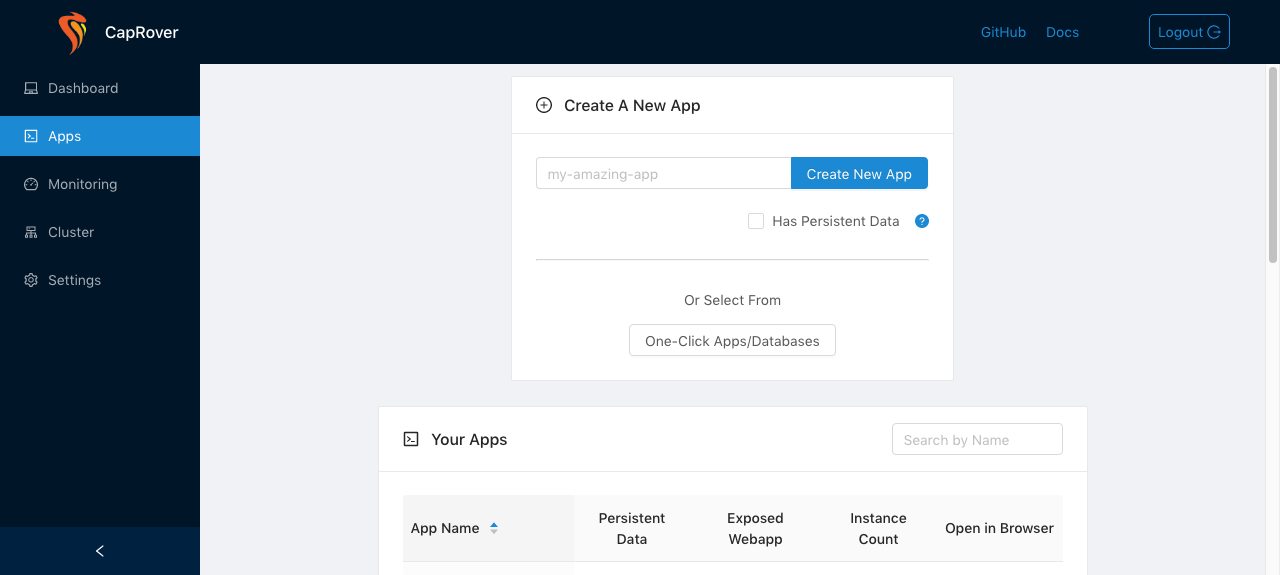 CapRover
GitHub
Docs
Logout
Dashboard
Apps
Monitoring
Cluster
Settings
Create A New App
my-amazing-app
Create New App
Has Persistent Data
?
Or Select From
One-Click Apps/Databases
Your Apps
Search by Name
App Name
Persistent
Data
Exposed
Webapp
Instance
Count
Open in Browser